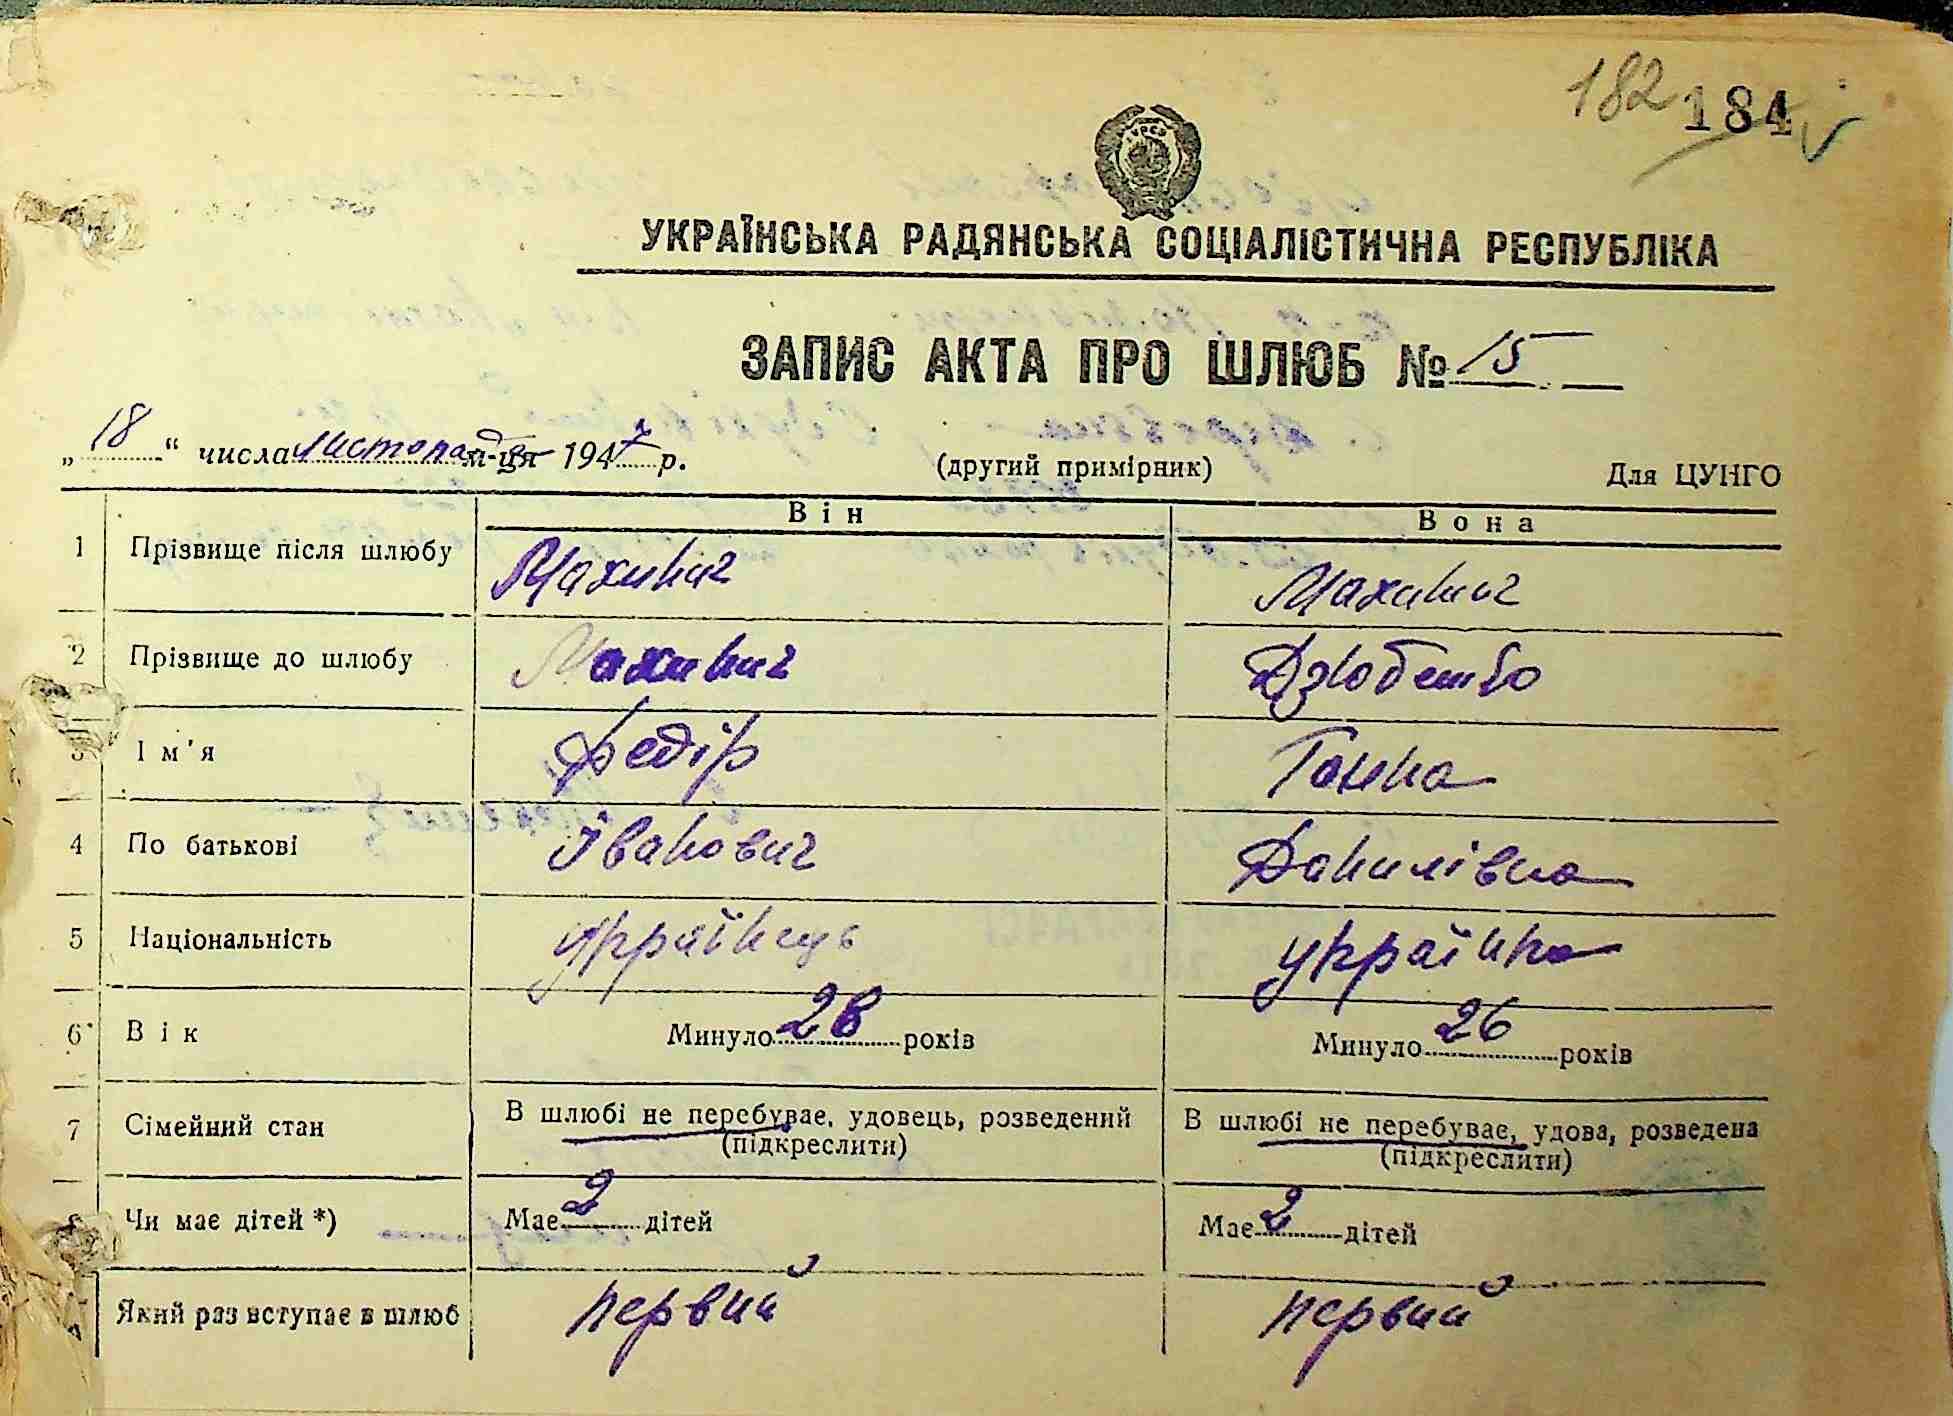 182 184
УРСР
УКРАЇНСЬКА РАДЯНСЬКА СОЦІАЛІСТИЧНА РЕСПУБЛІКА
ЗАПИС АКТА ПРО ШЛЮБ № 15
„18“ числа листопада м-ця 1947 р. (другий примірник) Для ЦУНГО
Він Вона
1 Прізвище після шлюбу Махинич Махинич
2 Прізвище до шлюбу Махинич
3 Ім'я Федір Ганна
4 По батькові Іванович Данилівна
5 Національність українець українка
6 Вік Минуло 28 років Минуло 26 років
7 Сімейний стан В шлюбі не перебуває, удовець, розведений В шлюбі не перебуває, удова, розведена
(підкреслити) (підкреслити)
8 Чи має дітей *) Має 2 дітей Має 2 дітей
Який раз вступає в шлюб первий первий